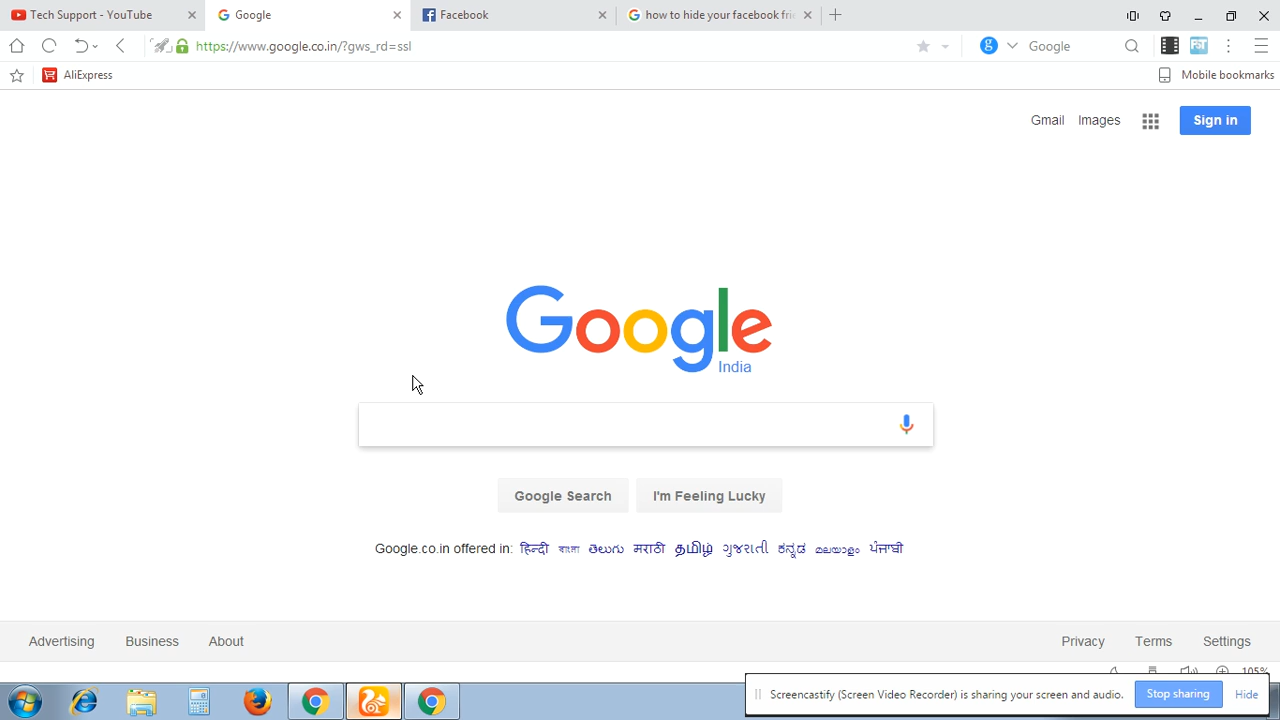 Tech Support - YouTube
Google
Facebook
how to hide your facebook fri
https://www.google.co.in/?gws_rd=ssl
Google
AliExpress
Mobile bookmarks
Gmail Images Sign in
Google
India
Google Search I'm Feeling Lucky
Google.co.in offered in: हिन्दी বাংলা తెలుగు मराठी தமிழ் ગુજરાતી ಕನ್ನಡ മലയാളം ਪੰਜਾਬੀ
Advertising Business About Privacy Terms Settings
105%
Screencastify (Screen Video Recorder) is sharing your screen and audio. Stop sharing Hide